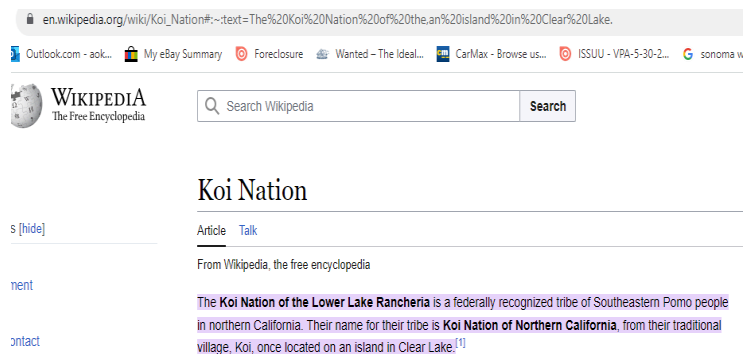 en.wikipedia.org/wiki/Koi_Nation#:~:text=The%20Koi%20Nation%20of%20the,an%20island%20in%20Clear%20Lake.
Outlook.com - aok... My eBay Summary Foreclosure Wanted – The Ideal... CarMax - Browse us... ISSUU - VPA-5-30-2... sonoma w
WIKIPEDIA
The Free Encyclopedia
Search Wikipedia Search
Koi Nation
s [hide]
Article Talk
From Wikipedia, the free encyclopedia
ment
The Koi Nation of the Lower Lake Rancheria is a federally recognized tribe of Southeastern Pomo people
in northern California. Their name for their tribe is Koi Nation of Northern California, from their traditional
ontact
village, Koi, once located on an island in Clear Lake.[1]